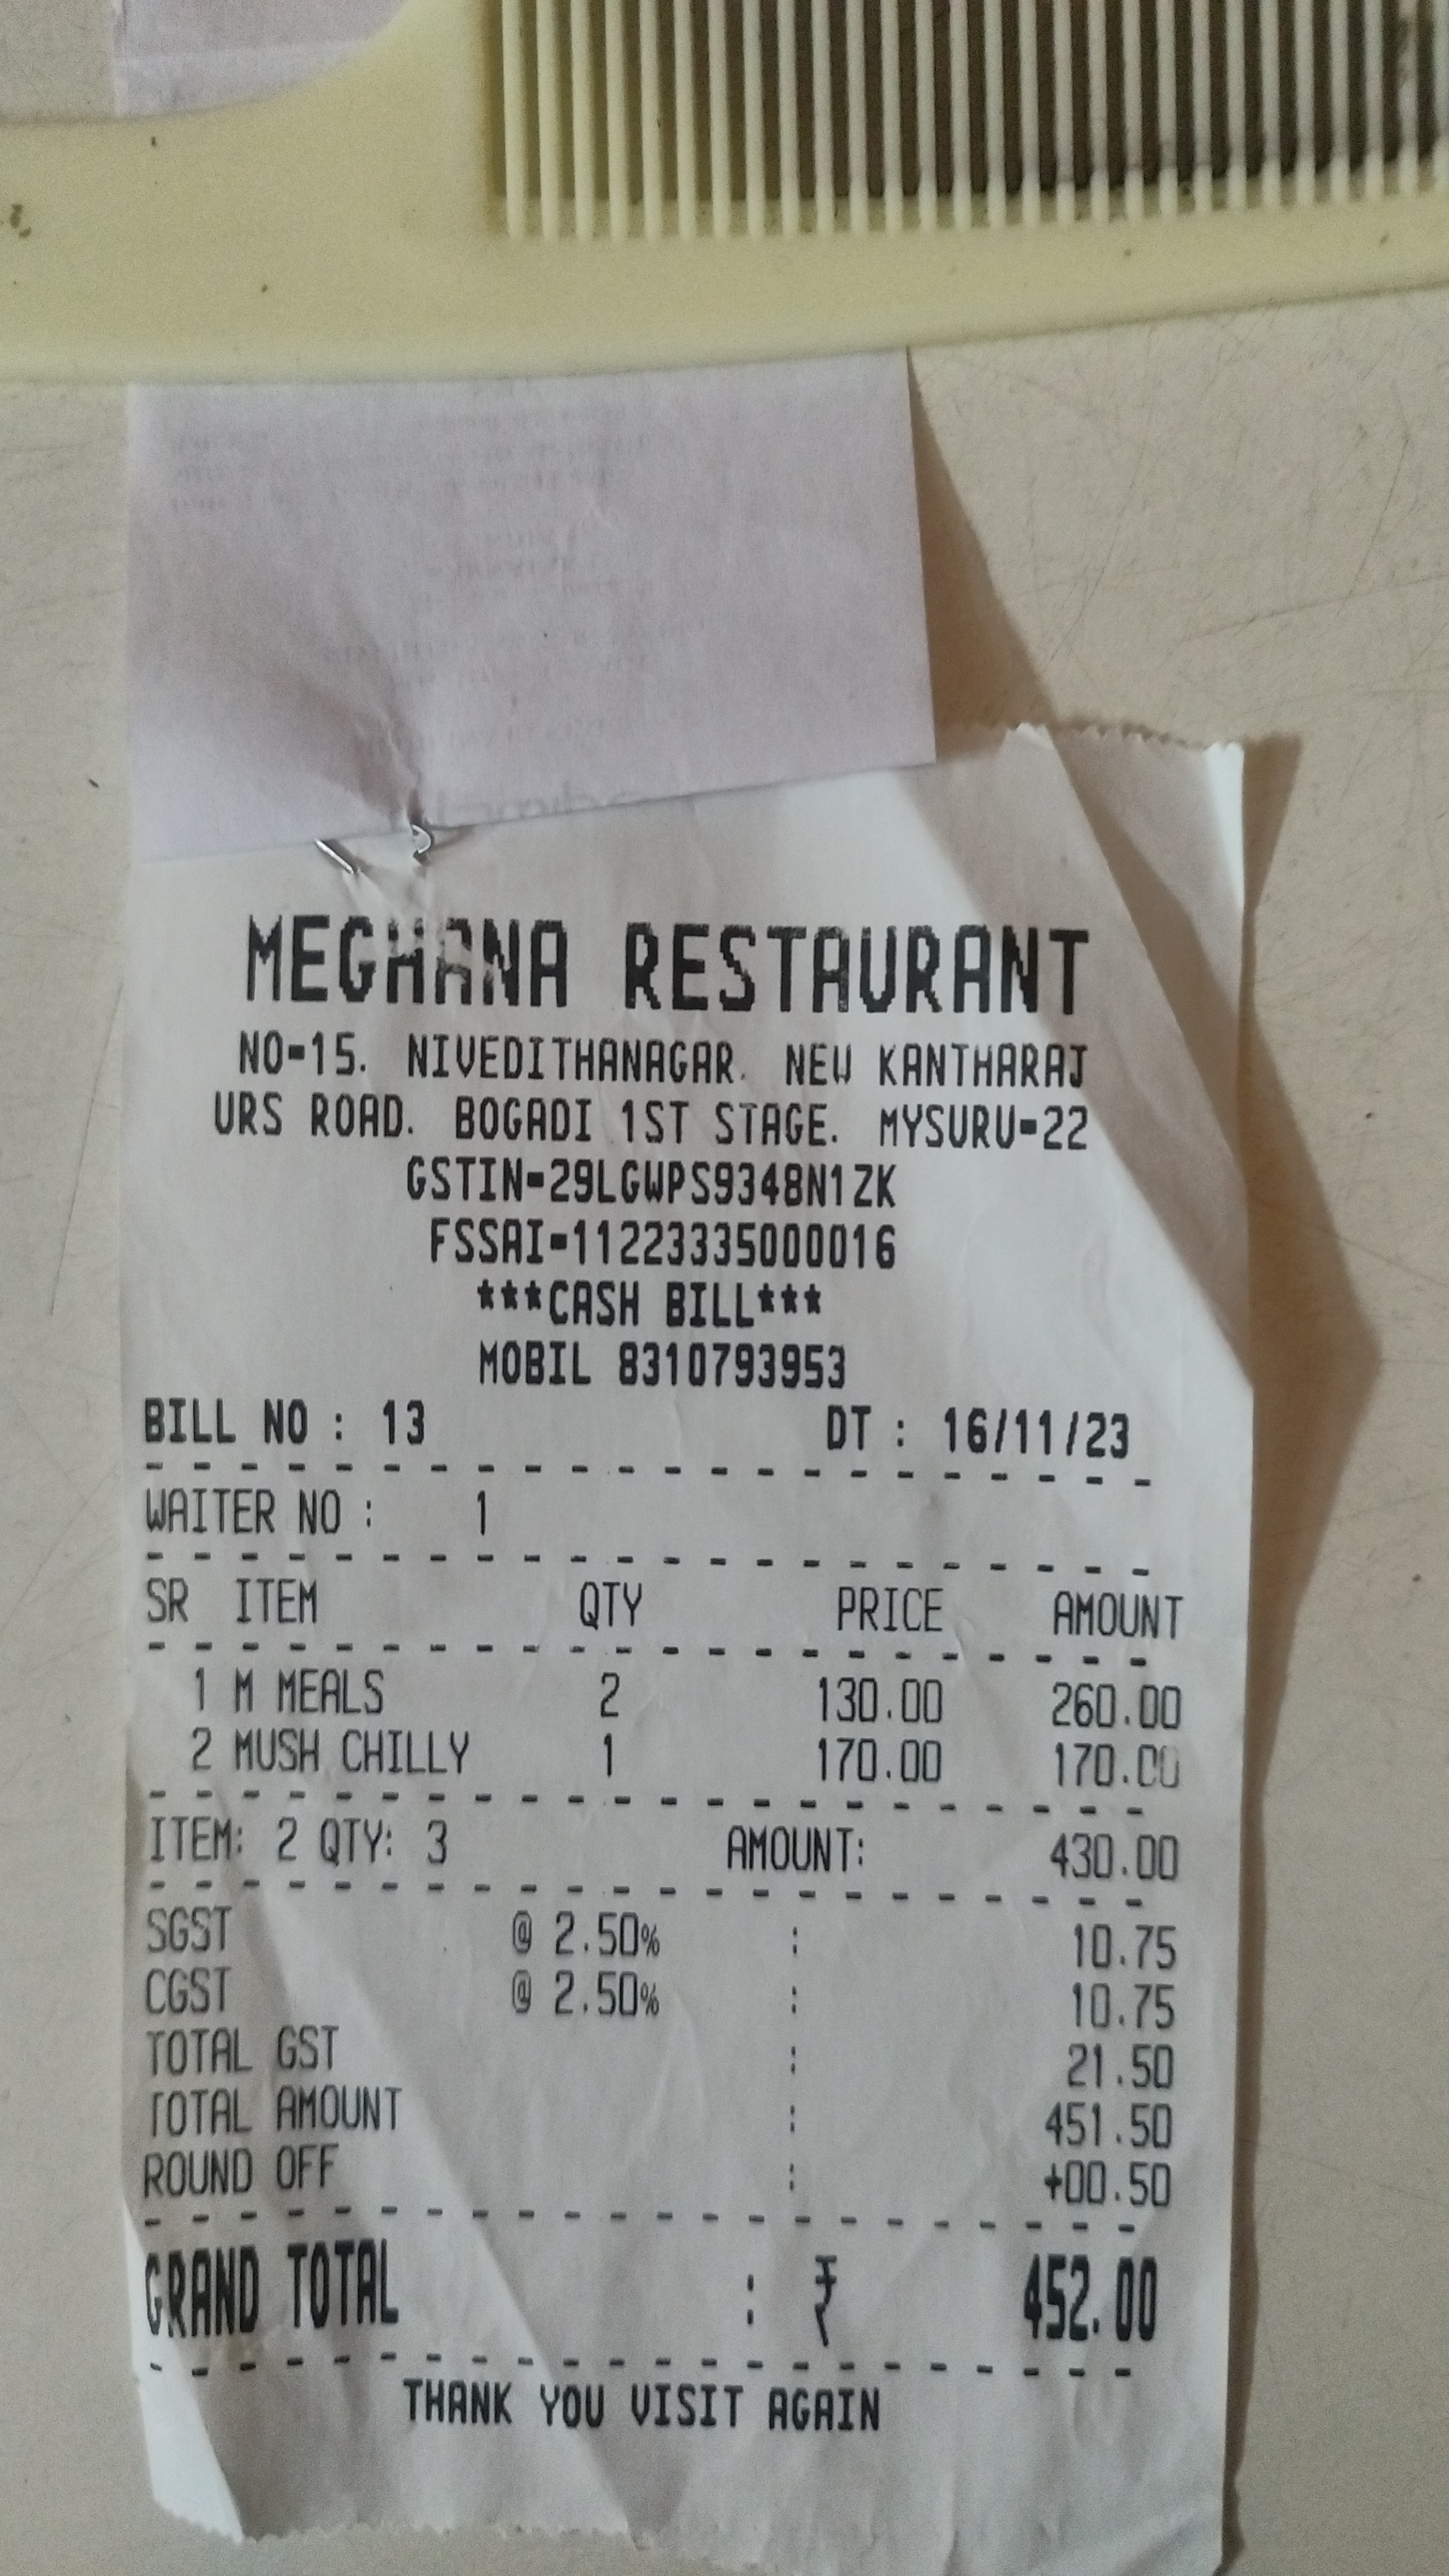 MEGHANA RESTAURANT
NO-15. NIVEDITHANAGAR. NEW KANTHARAJ
URS ROAD. BOGADI 1ST STAGE. MYSURU-22
GSTIN-29LGWPS9348N1ZK
FSSAI-11223335000016
***CASH BILL***
MOBIL 8310793953
BILL NO : 13 DT : 16/11/23
WAITER NO : 1
SR ITEM QTY PRICE AMOUNT
1 M MEALS 2 130.00 260.00
2 MUSH CHILLY 1 170.00 170.00
ITEM: 2 QTY: 3 AMOUNT: 430.00
SGST @ 2.50% : 10.75
CGST @ 2.50% : 10.75
TOTAL GST : 21.50
TOTAL AMOUNT : 451.50
ROUND OFF : +00.50
GRAND TOTAL : ₹ 452.00
THANK YOU VISIT AGAIN